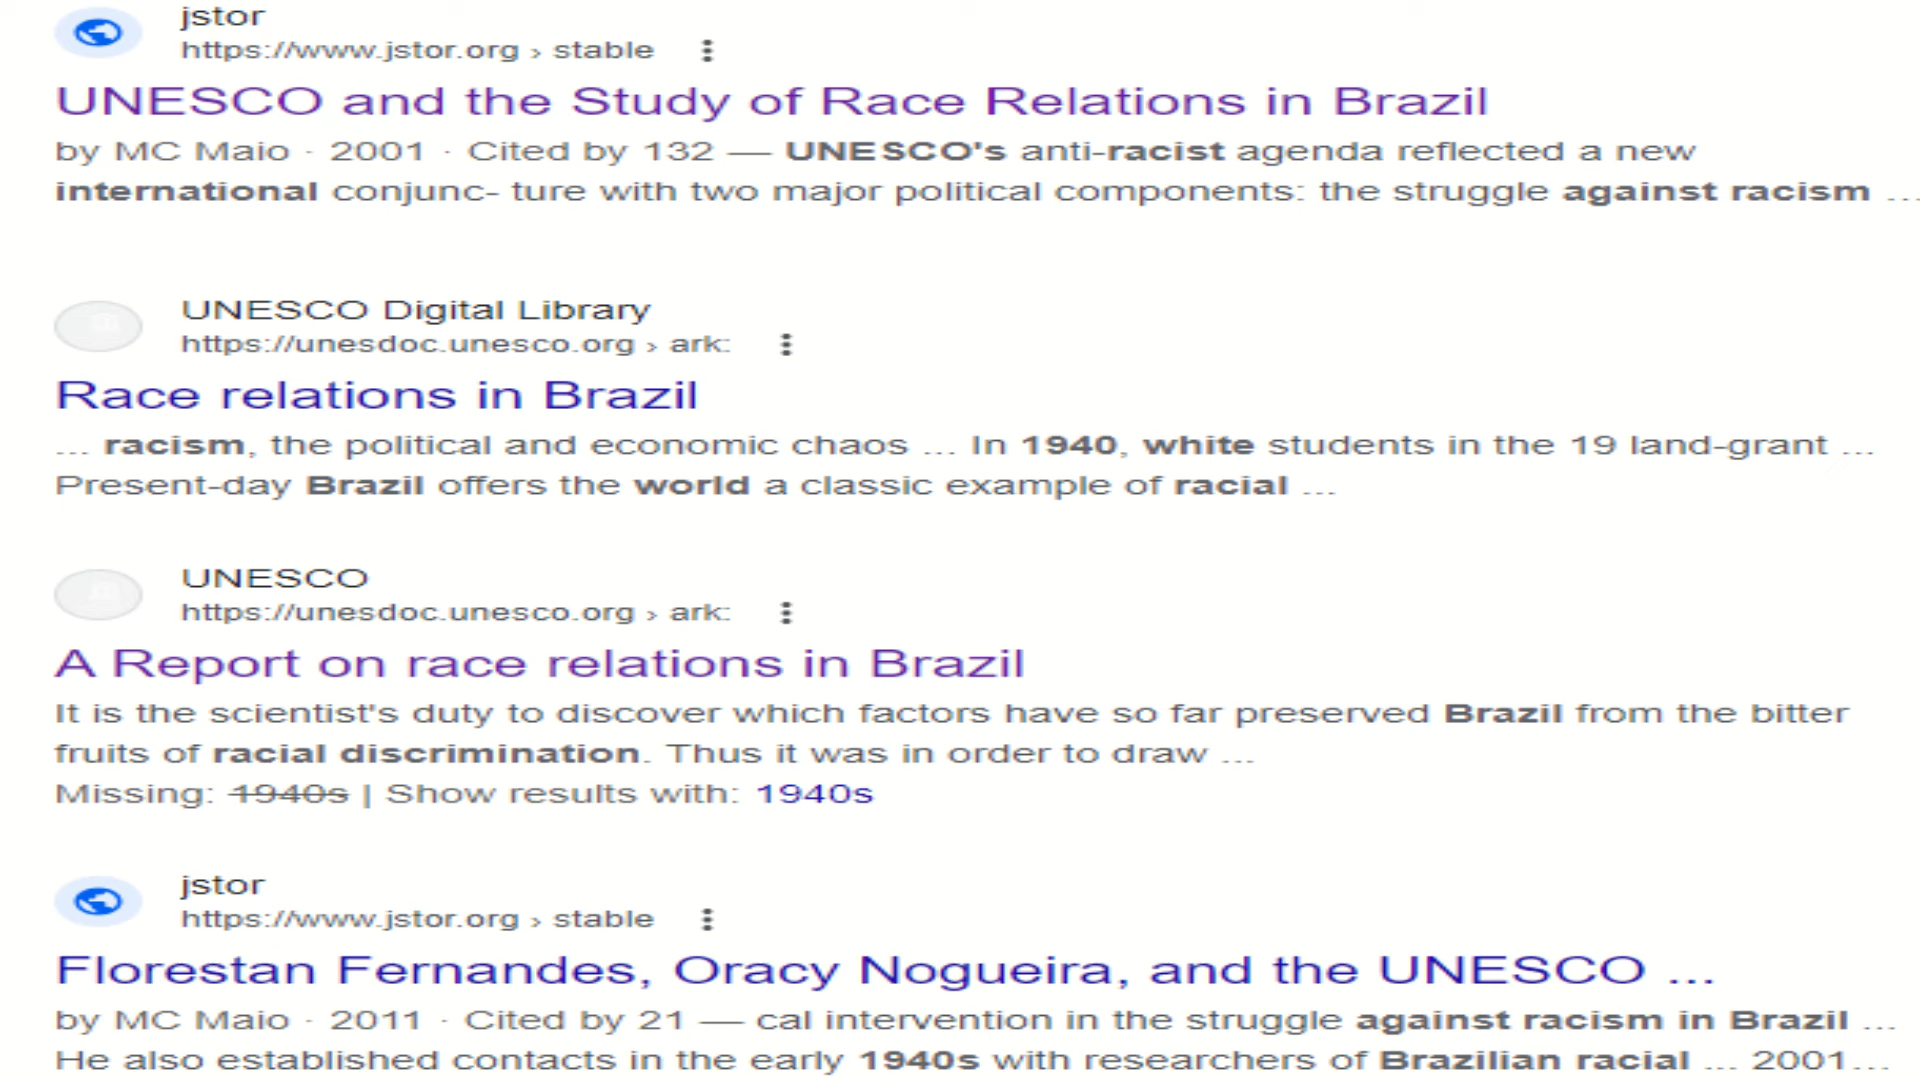 jstor
https://www.jstor.org › stable
UNESCO and the Study of Race Relations in Brazil
by MC Maio · 2001 · Cited by 132 — UNESCO's anti-racist agenda reflected a new
international conjunc- ture with two major political components: the struggle against racism ...
UNESCO Digital Library
https://unesdoc.unesco.org › ark:
Race relations in Brazil
... racism, the political and economic chaos ... In 1940, white students in the 19 land-grant ...
Present-day Brazil offers the world a classic example of racial ...
UNESCO
https://unesdoc.unesco.org › ark:
A Report on race relations in Brazil
It is the scientist's duty to discover which factors have so far preserved Brazil from the bitter
fruits of racial discrimination. Thus it was in order to draw ...
Missing: 1940s | Show results with: 1940s
jstor
https://www.jstor.org › stable
Florestan Fernandes, Oracy Nogueira, and the UNESCO ...
by MC Maio · 2011 · Cited by 21 — cal intervention in the struggle against racism in Brazil ...
He also established contacts in the early 1940s with researchers of Brazilian racial ... 2001...